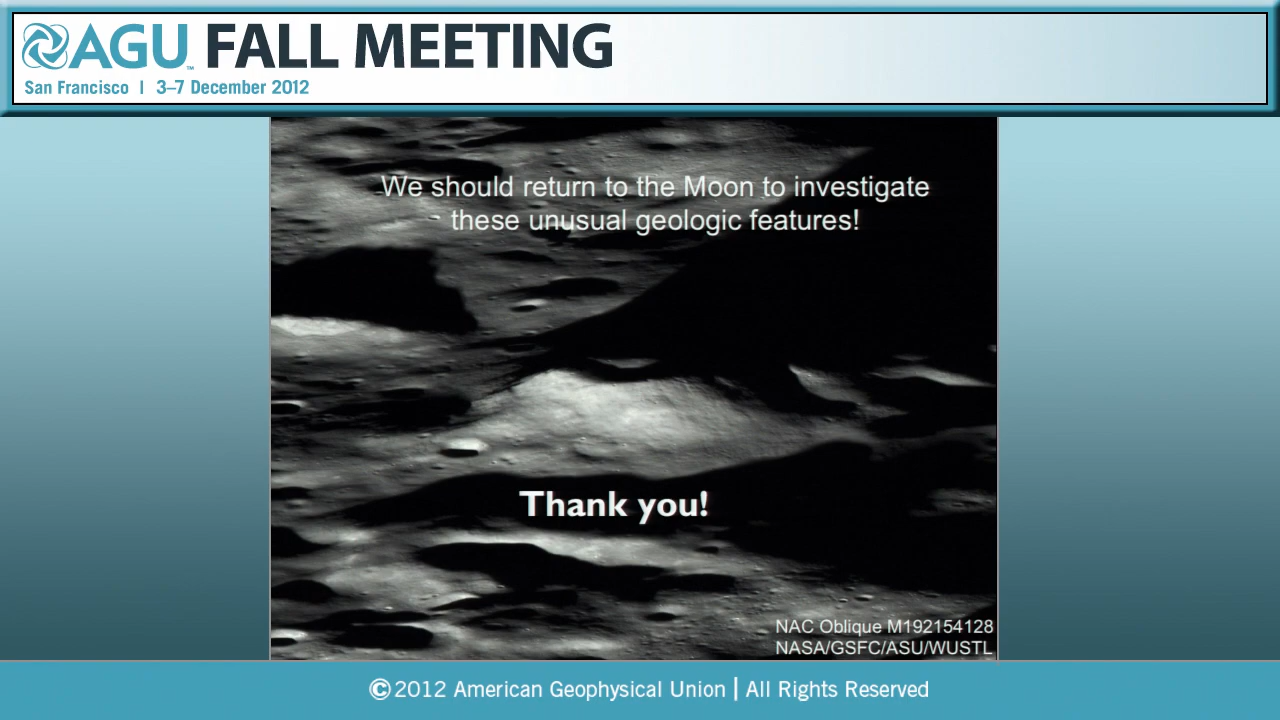 AGU™ FALL MEETING
San Francisco | 3–7 December 2012
We should return to the Moon to investigate
these unusual geologic features!
Thank you!
NAC Oblique M192154128
NASA/GSFC/ASU/WUSTL
©2012 American Geophysical Union | All Rights Reserved